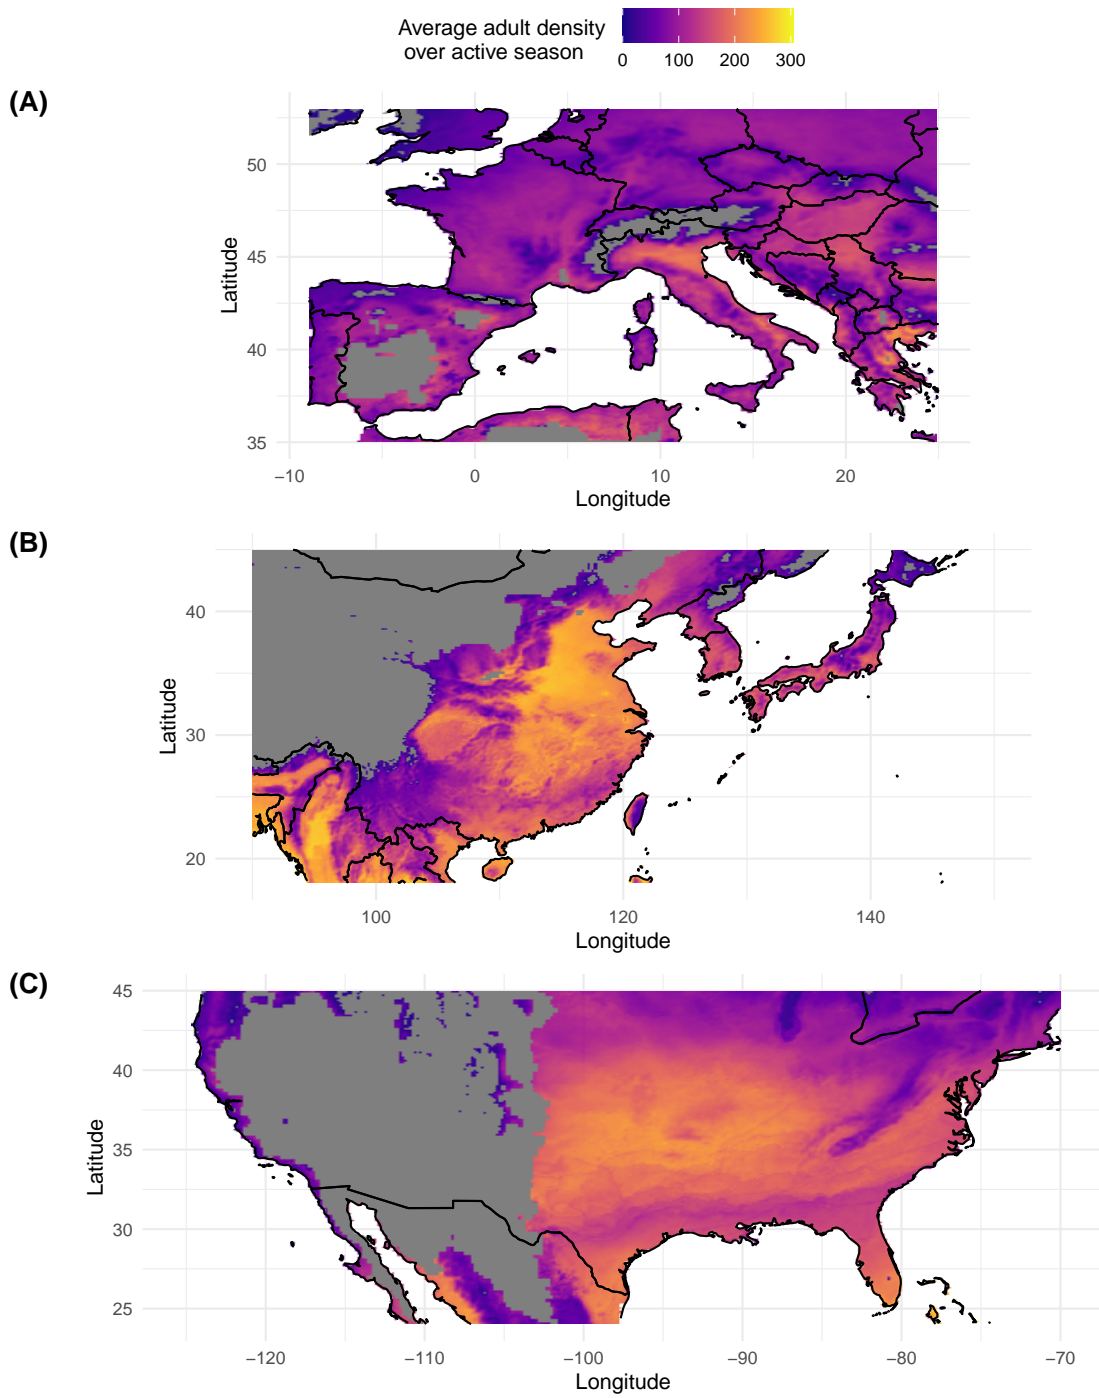 Average adult density
over active season
0 100 200 300
(A)
50
45
40
35
Latitude
−10 0 10 20
Longitude
(B)
40
30
20
Latitude
100 120 140
Longitude
(C)
45
40
35
30
25
Latitude
−120 −110 −100 −90 −80 −70
Longitude